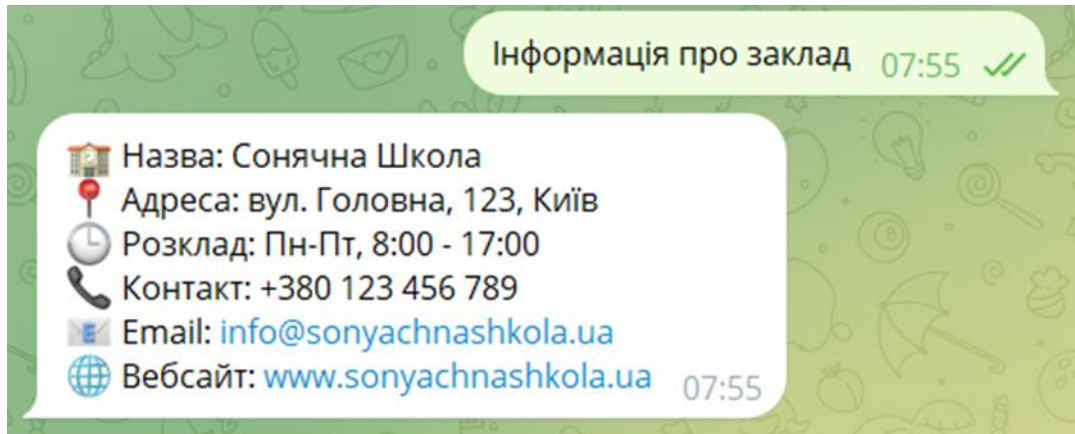 Інформація про заклад 07:55
Назва: Сонячна Школа
Адреса: вул. Головна, 123, Київ
Розклад: Пн-Пт, 8:00 - 17:00
Контакт: +380 123 456 789
Email: info@sonyachnashkola.ua
Вебсайт: www.sonyachnashkola.ua 07:55